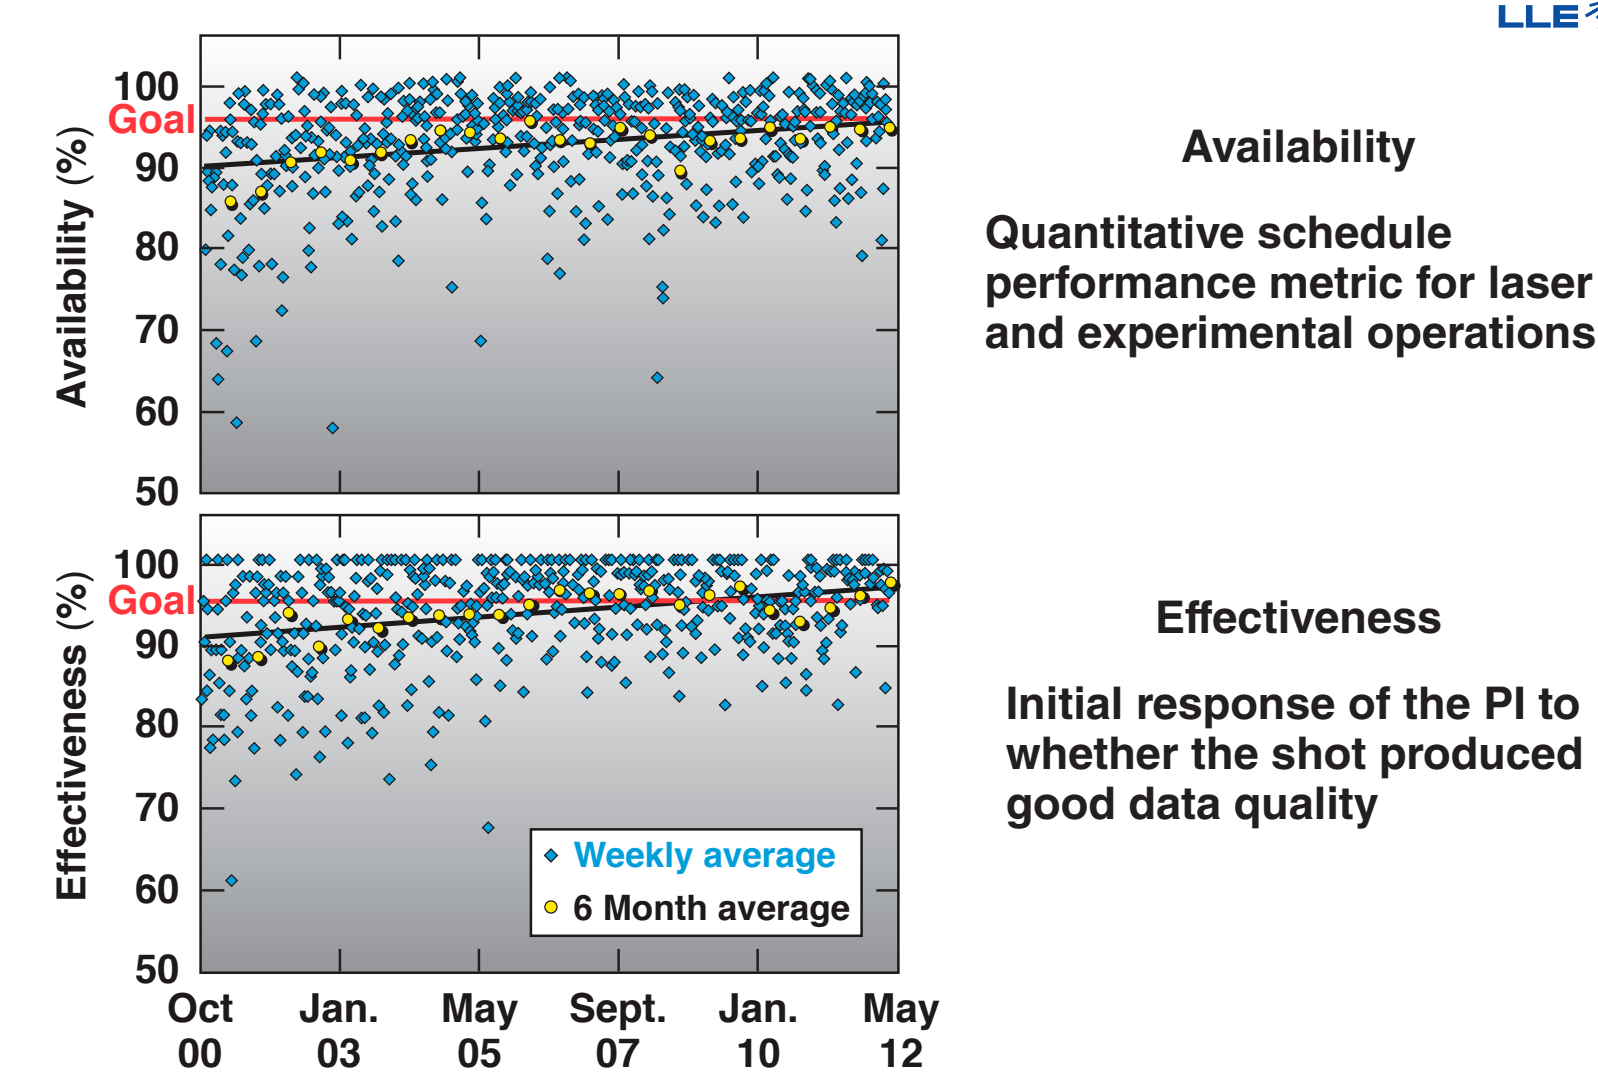 LLE
100
Goal
90
80
70
60
50
Availability (%)
Availability
Quantitative schedule
performance metric for laser
and experimental operations
100
Goal
90
80
70
60
50
Effectiveness (%)
Weekly average
6 Month average
Oct Jan. May Sept. Jan. May
00 03 05 07 10 12
Effectiveness
Initial response of the PI to
whether the shot produced
good data quality